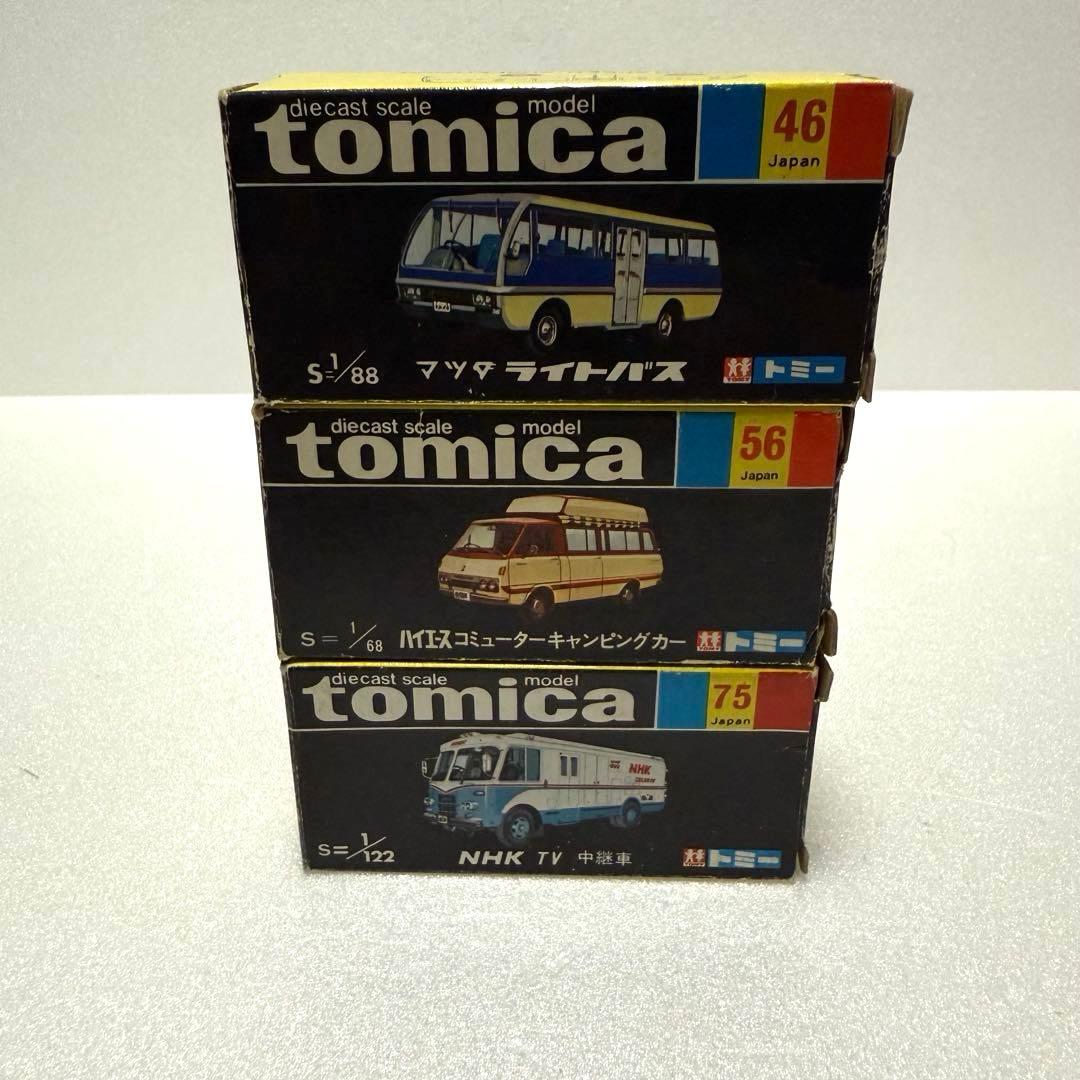 diecast scale model
tomica
46
Japan
S=1/88 マツダ ライトバス
TOMY トミー
diecast scale model
tomica
56
Japan
S=1/68 ハイエースコミューターキャンピングカー
TOMY トミー
diecast scale model
tomica
75
Japan
NHK
S=1/122 NHK TV 中継車
TOMY トミー